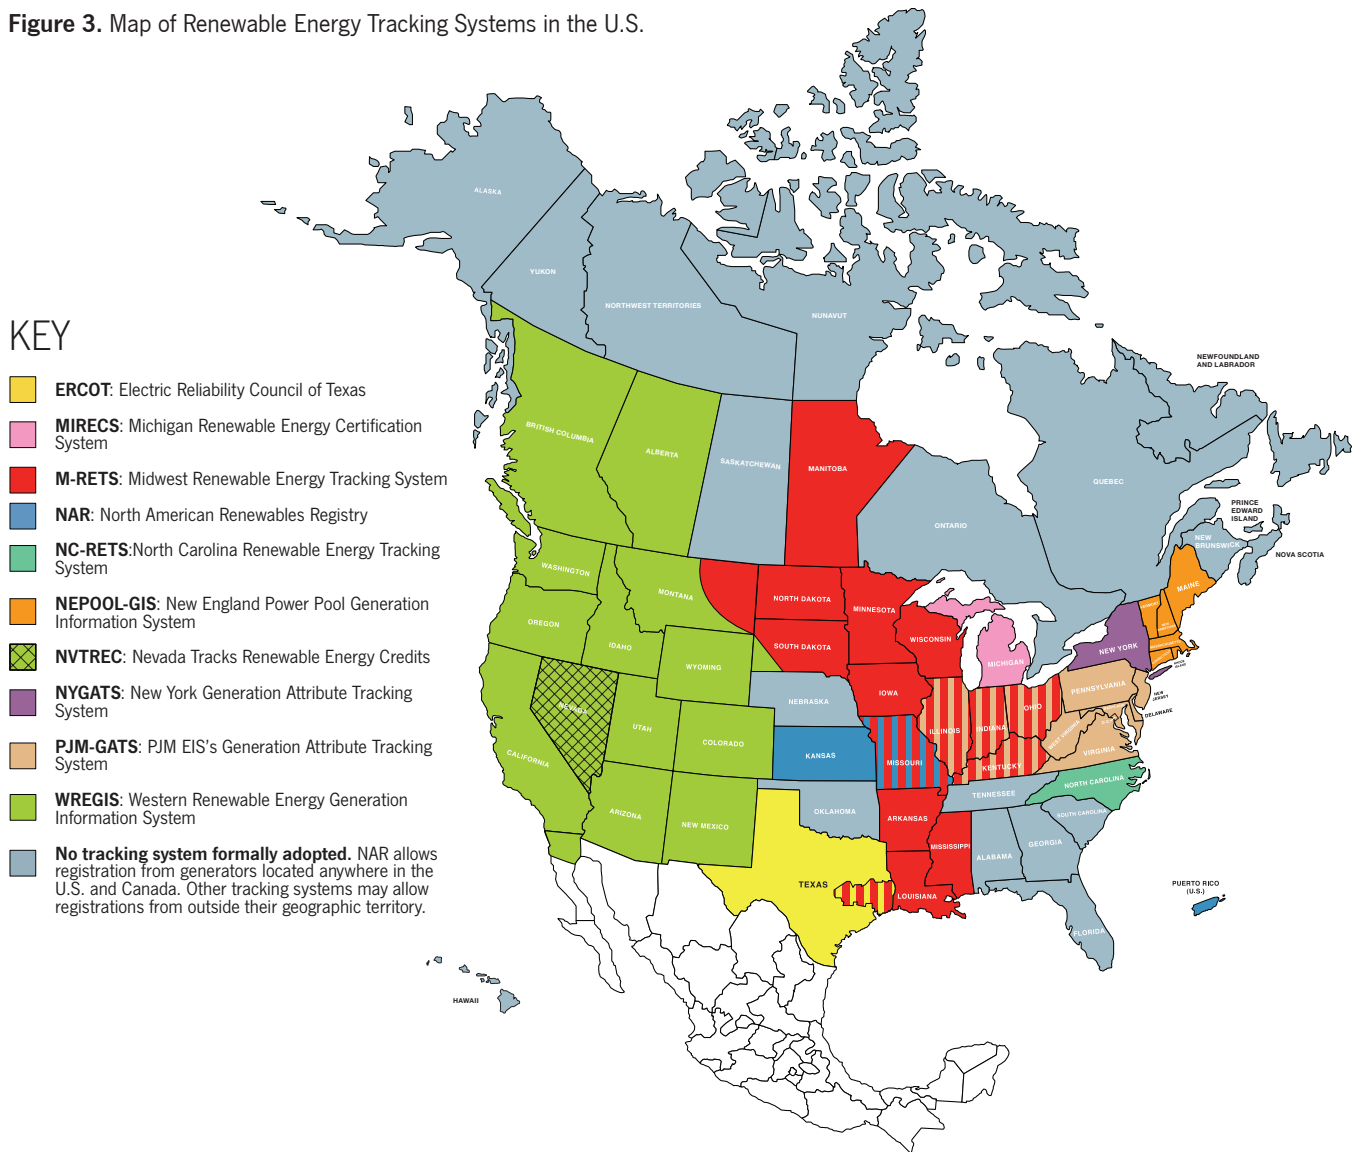 Figure 3. Map of Renewable Energy Tracking Systems in the U.S.
KEY
ERCOT: Electric Reliability Council of Texas
MIRECS: Michigan Renewable Energy Certification
System
M-RETS: Midwest Renewable Energy Tracking System
NAR: North American Renewables Registry
NC-RETS:North Carolina Renewable Energy Tracking
System
NEPOOL-GIS: New England Power Pool Generation
Information System
NVTREC: Nevada Tracks Renewable Energy Credits
NYGATS: New York Generation Attribute Tracking
System
PJM-GATS: PJM EIS's Generation Attribute Tracking
System
WREGIS: Western Renewable Energy Generation
Information System
No tracking system formally adopted. NAR allows
registration from generators located anywhere in the
U.S. and Canada. Other tracking systems may allow
registrations from outside their geographic territory.
ALASKA
YUKON
NORTHWEST TERRITORIES
NUNAVUT
NEWFOUNDLAND
AND LABRADOR
BRITISH COLUMBIA
ALBERTA
SASKATCHEWAN
MANITOBA
ONTARIO
QUEBEC
PRINCE
EDWARD
ISLAND
NEW
BRUNSWICK
NOVA SCOTIA
WASHINGTON
MONTANA
NORTH DAKOTA
MINNESOTA
MAINE
OREGON
IDAHO
WYOMING
SOUTH DAKOTA
WISCONSIN
MICHIGAN
NEW YORK
VERMONT
RHODE
ISLAND
NEVADA
UTAH
COLORADO
NEBRASKA
IOWA
ILLINOIS
INDIANA
OHIO
PENNSYLVANIA
NEW
JERSEY
DELAWARE
CALIFORNIA
KANSAS
MISSOURI
KENTUCKY
WEST VIRGINIA
VIRGINIA
ARIZONA
NEW MEXICO
OKLAHOMA
ARKANSAS
TENNESSEE
NORTH CAROLINA
SOUTH CAROLINA
TEXAS
LOUISIANA
MISSISSIPPI
ALABAMA
GEORGIA
FLORIDA
PUERTO RICO
(U.S.)
HAWAII